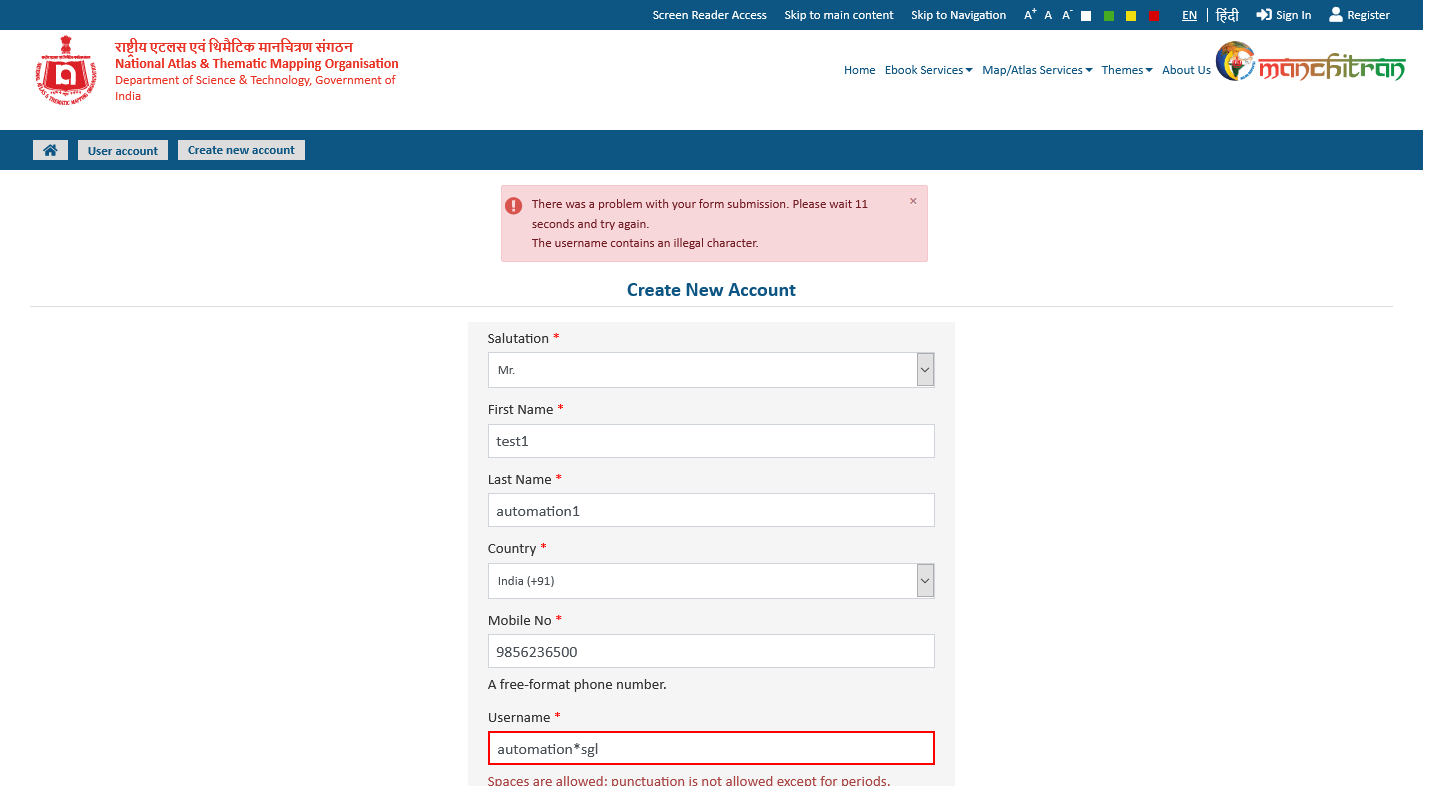 Screen Reader Access Skip to main content Skip to Navigation A+ A A- EN हिंदी Sign In Register
राष्ट्रीय एटलस एवं थिमैटिक मानचित्रण संगठन
National Atlas & Thematic Mapping Organisation
Department of Science & Technology, Government of
India
Home Ebook Services Map/Atlas Services Themes About Us manchitran
User account Create new account
There was a problem with your form submission. Please wait 11 ×
seconds and try again.
The username contains an illegal character.
Create New Account
Salutation *
Mr.
First Name *
test1
Last Name *
automation1
Country *
India (+91)
Mobile No *
9856236500
A free-format phone number.
Username *
automation*sgl
Spaces are allowed; punctuation is not allowed except for periods,